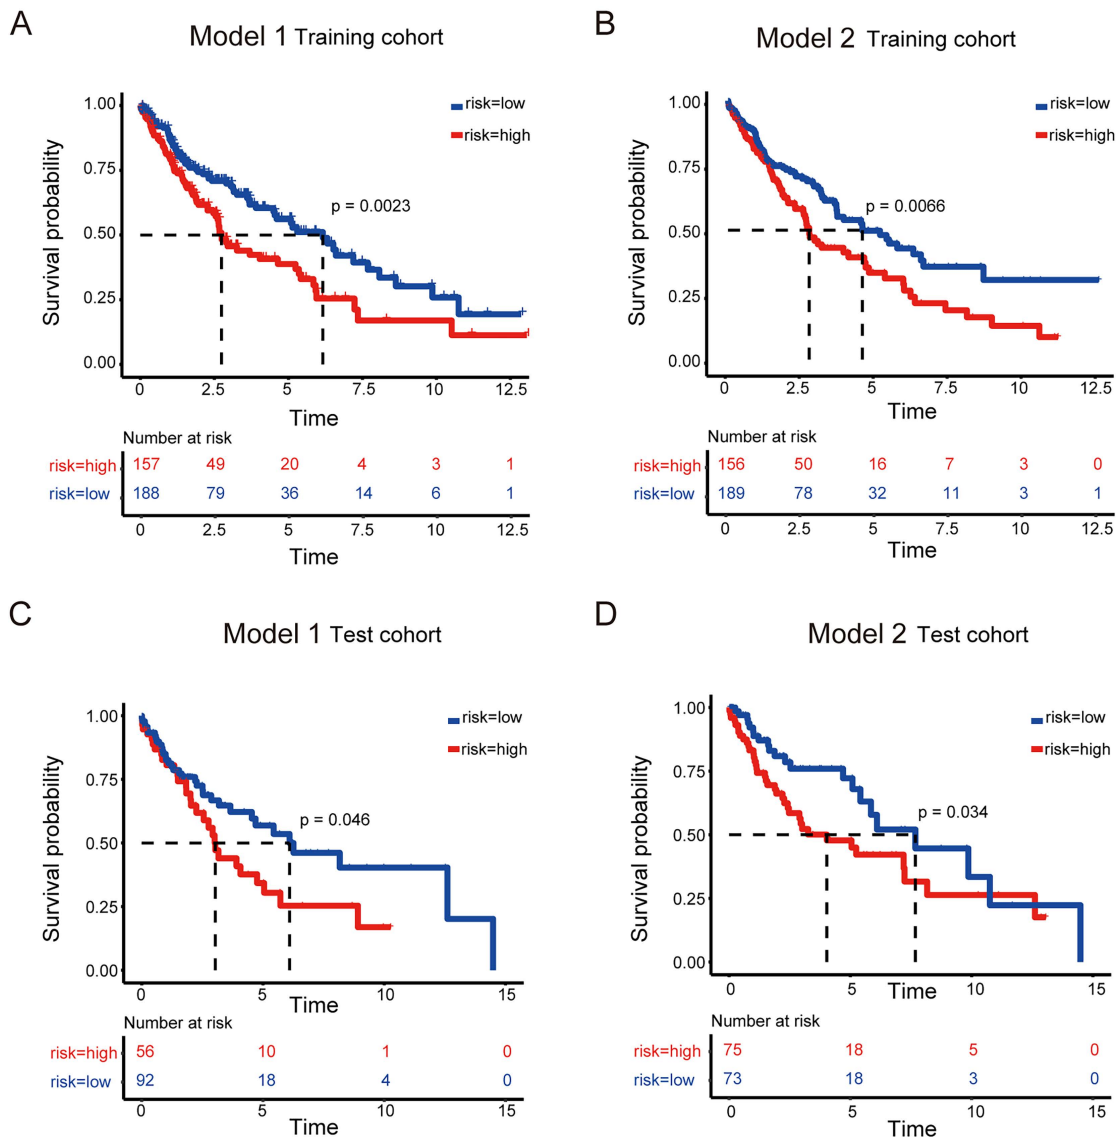 A
Model 1 Training cohort
Survival probability
1.00
0.75
0.50
0.25
0.00
risk=low
risk=high
p = 0.0023
0 2.5 5 7.5 10 12.5
Time
Number at risk
risk=high 157 49 20 4 3 1
risk=low 188 79 36 14 6 1
0 2.5 5 7.5 10 12.5
Time
B
Model 2 Training cohort
Survival probability
1.00
0.75
0.50
0.25
0.00
risk=low
risk=high
p = 0.0066
0 2.5 5 7.5 10 12.5
Time
Number at risk
risk=high 156 50 16 7 3 0
risk=low 189 78 32 11 3 1
0 2.5 5 7.5 10 12.5
Time
C
Model 1 Test cohort
Survival probability
1.00
0.75
0.50
0.25
0.00
risk=low
risk=high
p = 0.046
0 5 10 15
Time
Number at risk
risk=high 56 10 1 0
risk=low 92 18 4 0
0 5 10 15
Time
D
Model 2 Test cohort
Survival probability
1.00
0.75
0.50
0.25
0.00
risk=low
risk=high
p = 0.034
0 5 10 15
Time
Number at risk
risk=high 75 18 5 0
risk=low 73 18 3 0
0 5 10 15
Time